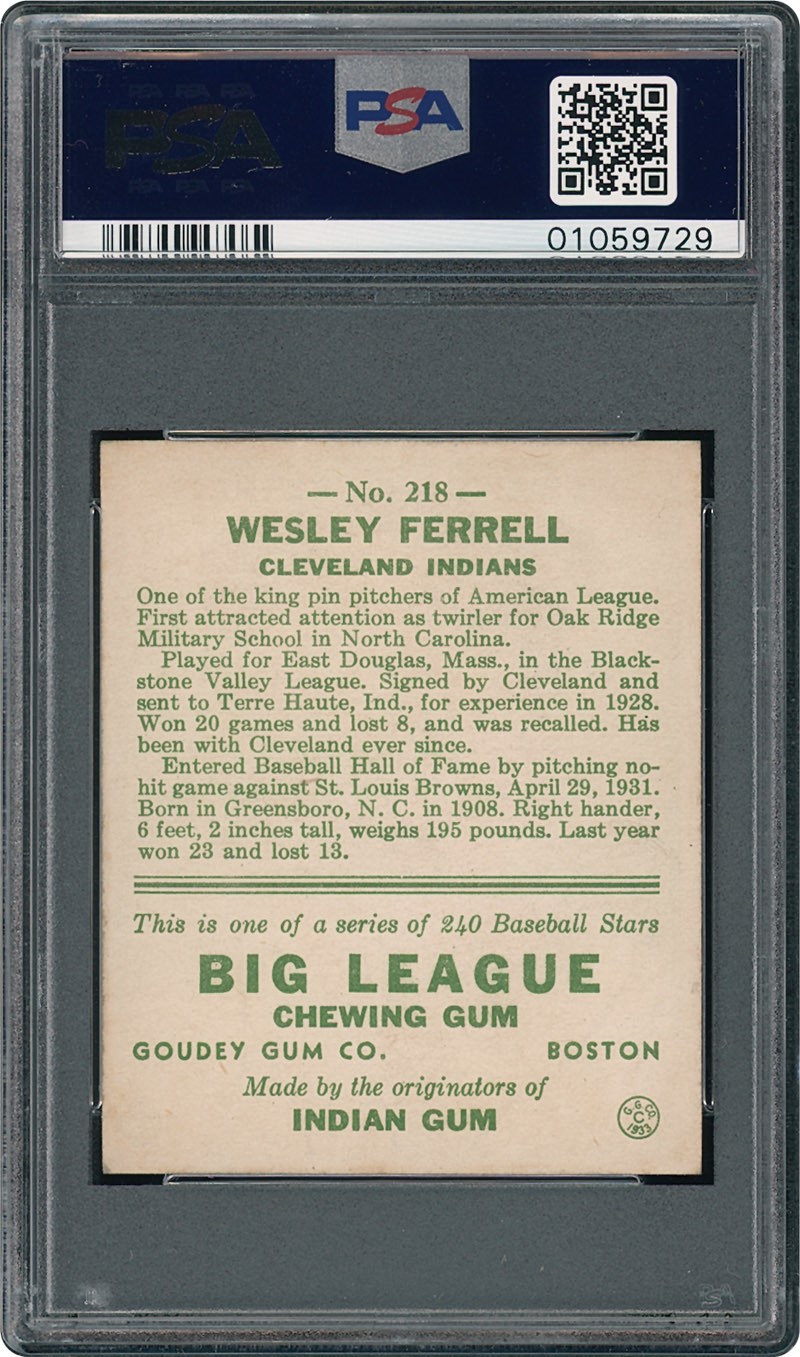 PSA PSA PSA
PSA
PSA PSA PSA
PSA
01059729
— No. 218 —
WESLEY FERRELL
CLEVELAND INDIANS
One of the king pin pitchers of American League.
First attracted attention as twirler for Oak Ridge
Military School in North Carolina.
Played for East Douglas, Mass., in the Black-
stone Valley League. Signed by Cleveland and
sent to Terre Haute, Ind., for experience in 1928.
Won 20 games and lost 8, and was recalled. Has
been with Cleveland ever since.
Entered Baseball Hall of Fame by pitching no-
hit game against St. Louis Browns, April 29, 1931.
Born in Greensboro, N. C. in 1908. Right hander,
6 feet, 2 inches tall, weighs 195 pounds. Last year
won 23 and lost 13.
This is one of a series of 240 Baseball Stars
BIG LEAGUE
CHEWING GUM
GOUDEY GUM CO. BOSTON
Made by the originators of
INDIAN GUM
G. G. CO.
C
1933
PSA